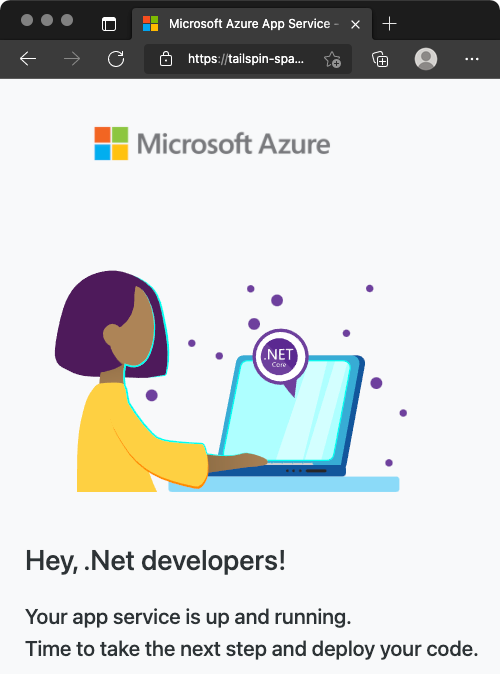 Microsoft Azure App Service -
https://tailspin-spa...
Microsoft Azure
.NET
Core
Hey, .Net developers!
Your app service is up and running.
Time to take the next step and deploy your code.